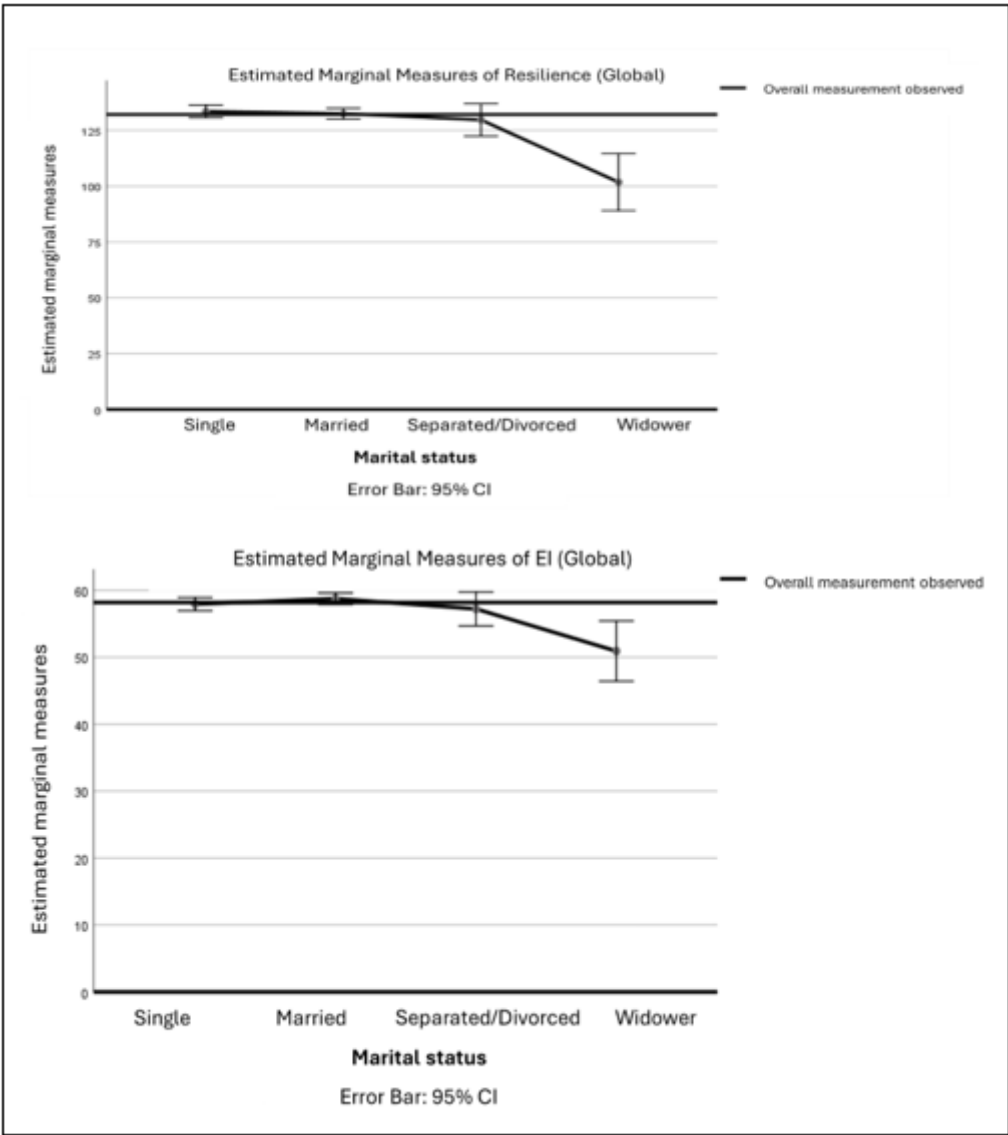 Estimated Marginal Measures of Resilience (Global)
Overall measurement observed
Estimated marginal measures
125
100
75
50
25
0
Single Married Separated/Divorced Widower
Marital status
Error Bar: 95% CI
Estimated Marginal Measures of EI (Global)
Overall measurement observed
Estimated marginal measures
60
50
40
30
20
10
0
Single Married Separated/Divorced Widower
Marital status
Error Bar: 95% CI